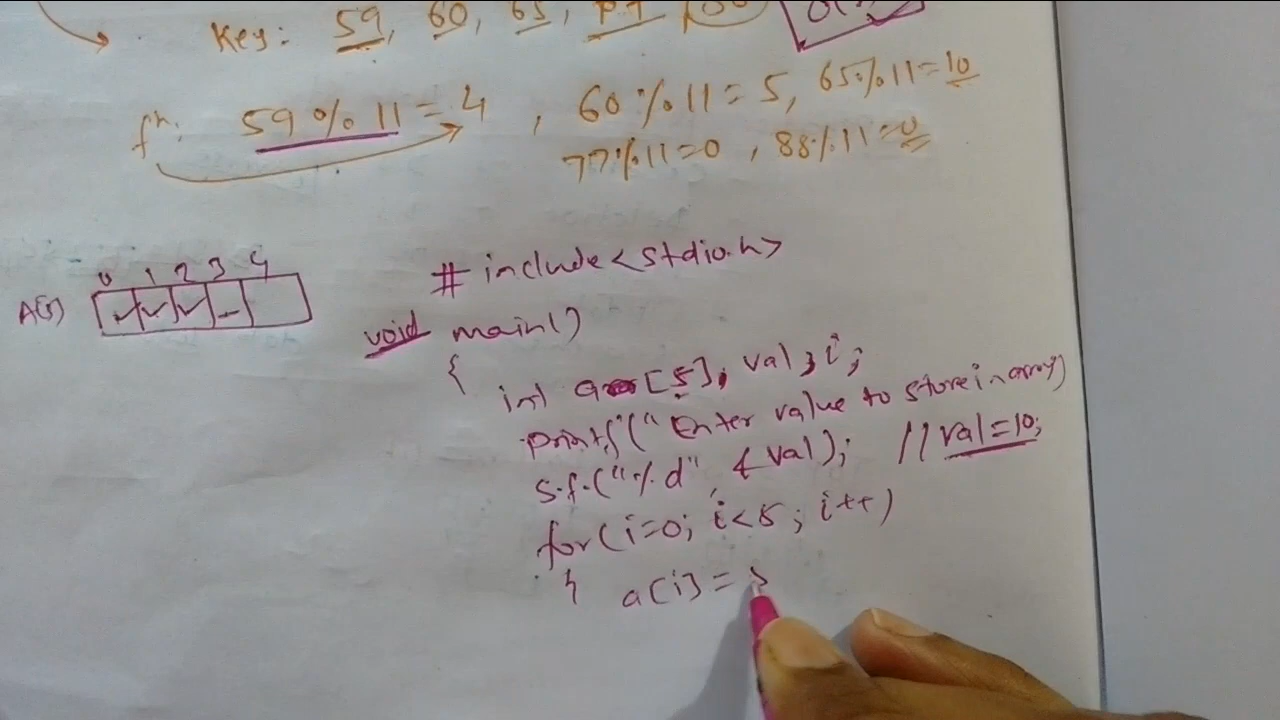 Key: 59, 60, 65,
fn: 59 % 11 = 4 , 60 % 11 = 5, 65 % 11 = 10
77 % 11 = 0 , 88 % 11 = 0
0 1 2 3 4
A[5]
# include <stdio.h>
void main()
{
int a[5], val, i;
printf("Enter value to store in array)
s.f.("%d", &val); // val=10;
for(i=0; i<5; i++)
{ a[i] =